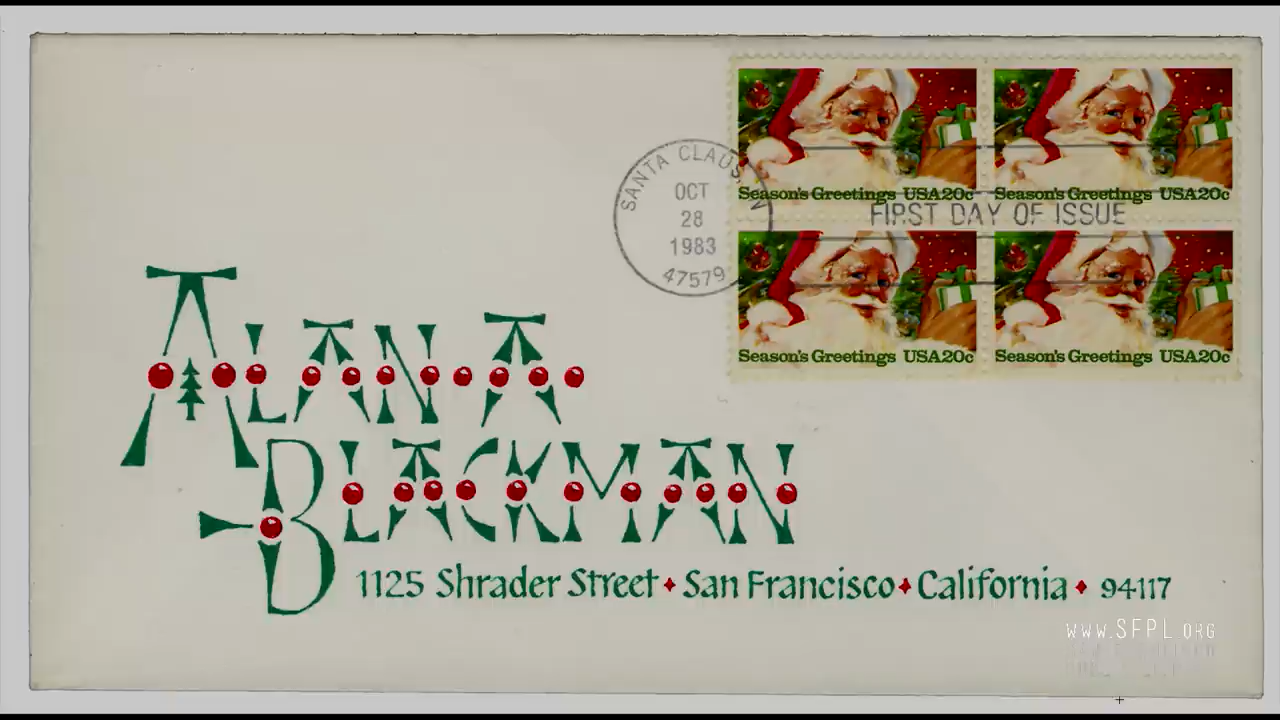 SANTA CLAUS, IN
OCT
28
1983
47579
Season's Greetings USA20c
Season's Greetings USA20c
FIRST DAY OF ISSUE
Season's Greetings USA20c
Season's Greetings USA20c
ALAN·A·
BLACKMAN
1125 Shrader Street ♦ San Francisco ♦ California ♦ 94117
WWW.SFPL.ORG